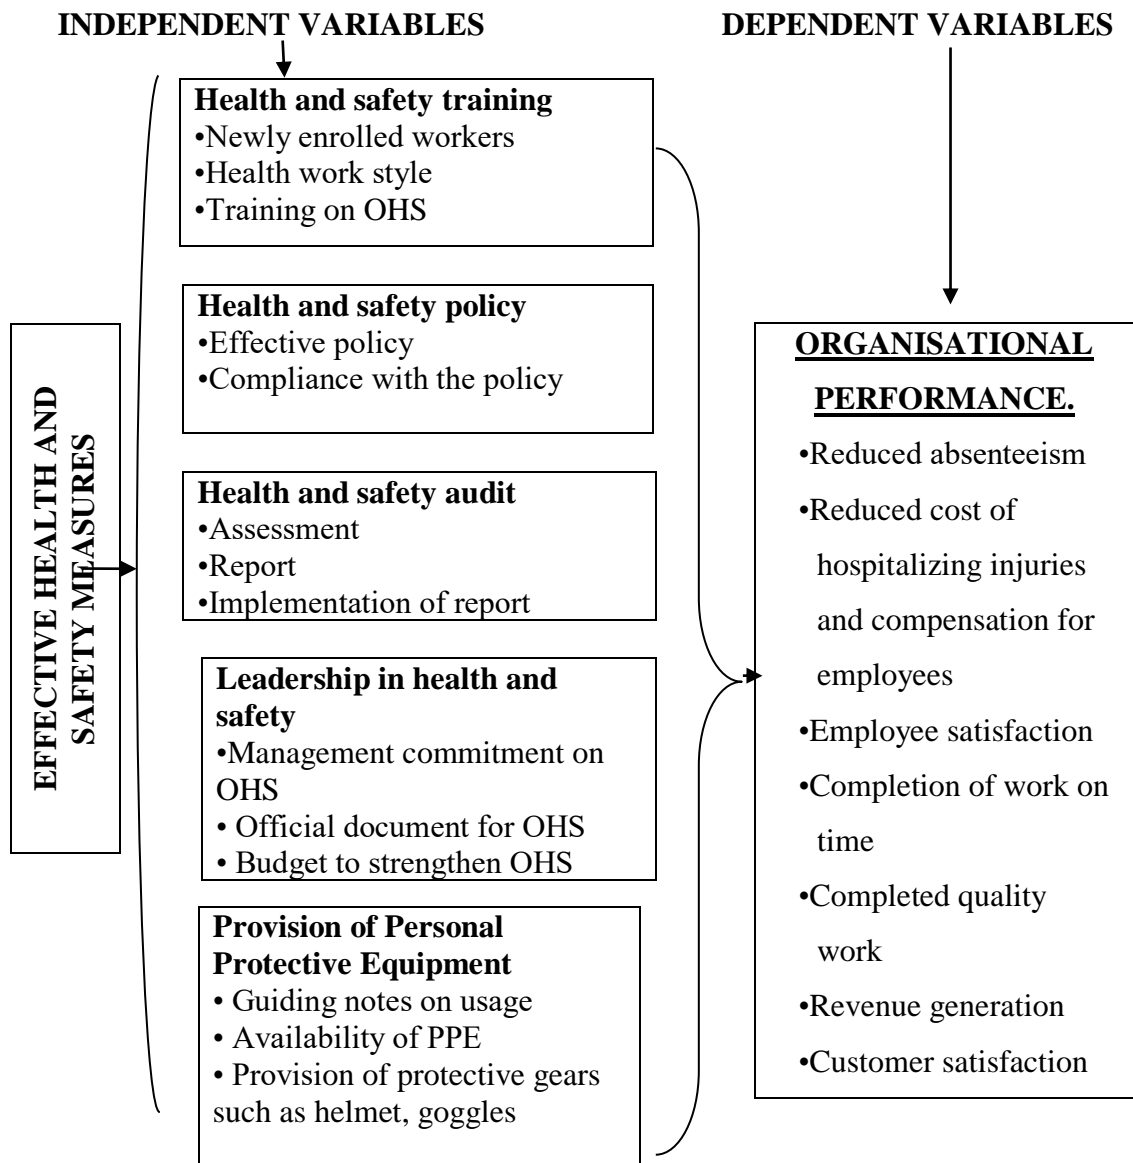 INDEPENDENT VARIABLES
DEPENDENT VARIABLES
EFFECTIVE HEALTH AND
SAFETY MEASURES
Health and safety training
•Newly enrolled workers
•Health work style
•Training on OHS
Health and safety policy
•Effective policy
•Compliance with the policy
Health and safety audit
•Assessment
•Report
•Implementation of report
Leadership in health and
safety
•Management commitment on
OHS
• Official document for OHS
• Budget to strengthen OHS
Provision of Personal
Protective Equipment
• Guiding notes on usage
• Availability of PPE
• Provision of protective gears
such as helmet, goggles
ORGANISATIONAL
PERFORMANCE.
•Reduced absenteeism
•Reduced cost of
hospitalizing injuries
and compensation for
employees
•Employee satisfaction
•Completion of work on
time
•Completed quality
work
•Revenue generation
•Customer satisfaction